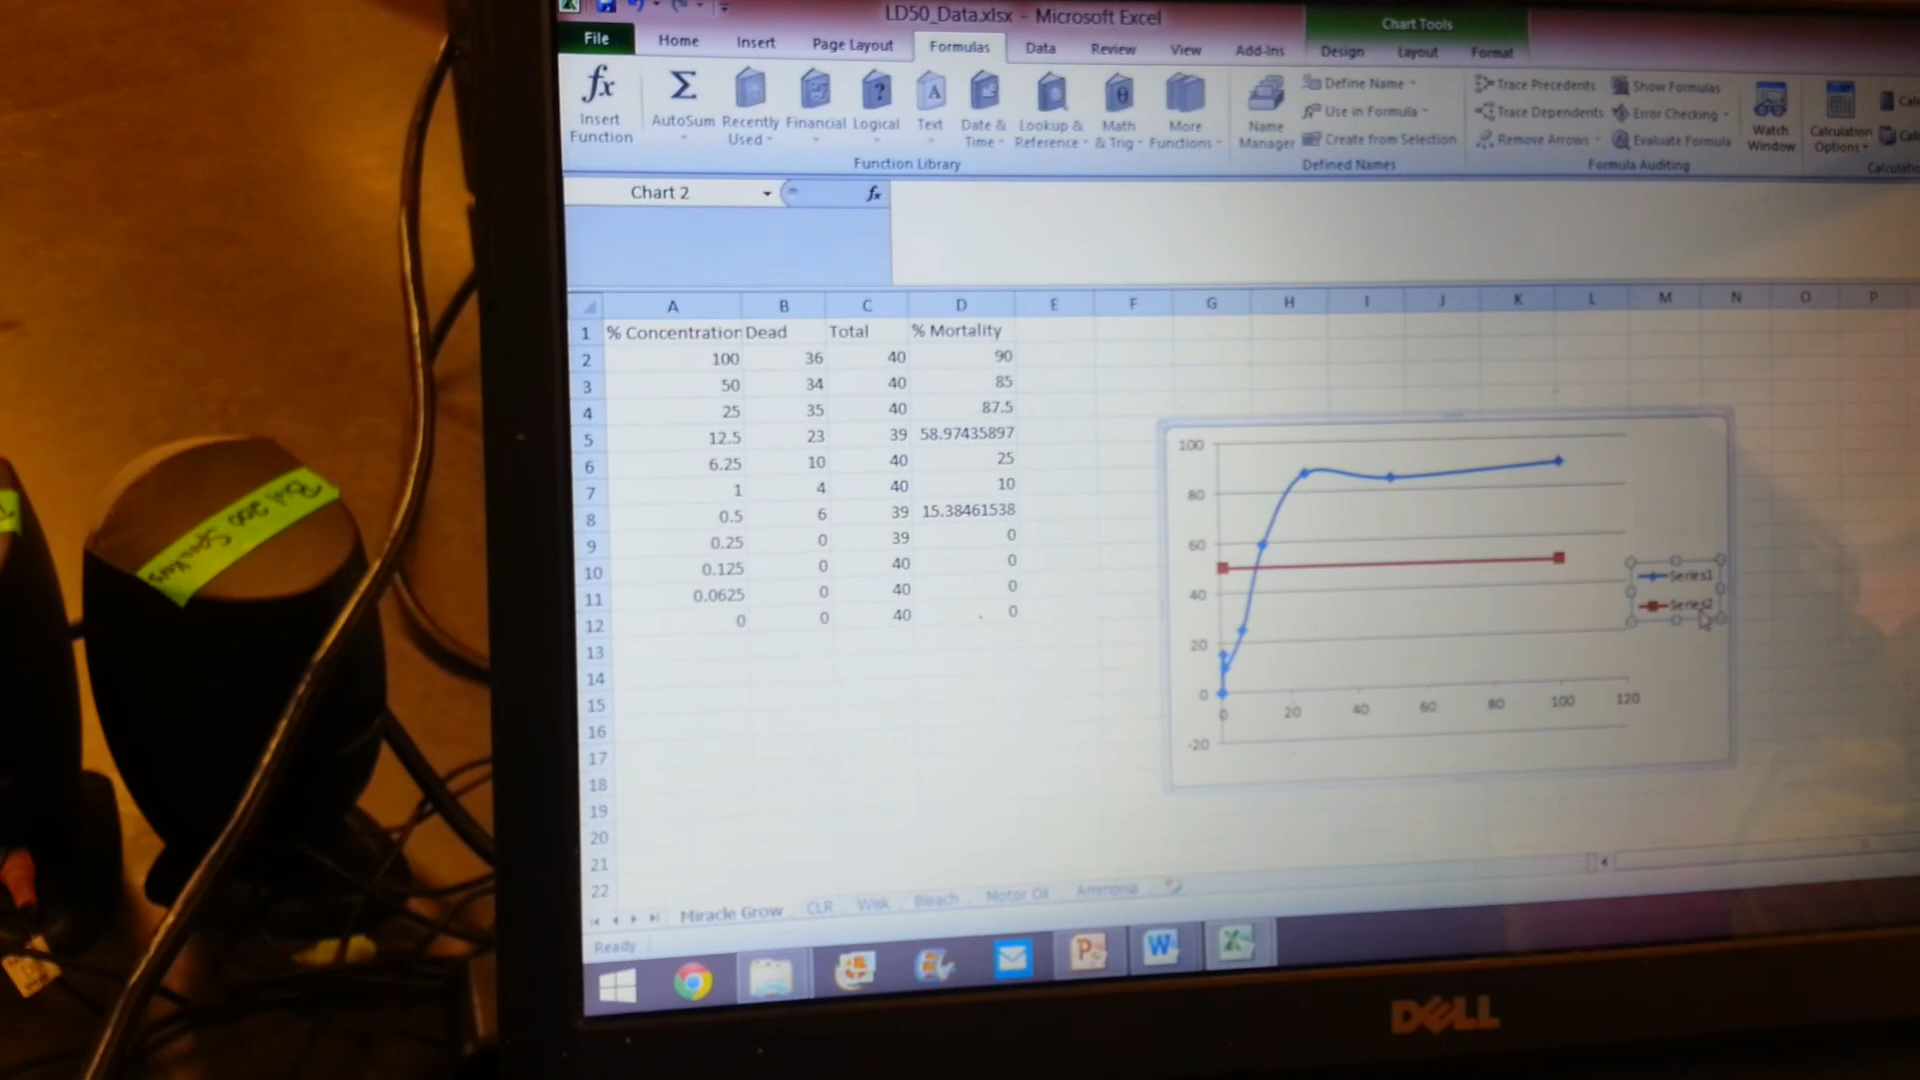 LD50_Data.xlsx - Microsoft Excel
Chart Tools
File Home Insert Page Layout Formulas Data Review View Add-Ins Design Layout Format
fx Insert Function
Σ AutoSum
Recently Used
Financial
? Logical
A Text
Date & Time
Lookup & Reference
θ Math & Trig
More Functions
Function Library
Name Manager
Define Name
Use in Formula
Create from Selection
Defined Names
Trace Precedents
Trace Dependents
Remove Arrows
Show Formulas
Error Checking
Evaluate Formula
Formula Auditing
Watch Window
Calculation Options
Chart 2 fx
A B C D E F G H I J K L M N O P
1 % Concentration Dead Total % Mortality
2 100 36 40 90
3 50 34 40 85
4 25 35 40 87.5
5 12.5 23 39 58.97435897
6 6.25 10 40 25
7 1 4 40 10
8 0.5 6 39 15.38461538
9 0.25 0 39 0
10 0.125 0 40 0
11 0.0625 0 40 0
12 0 0 40 0
13
14
15
16
17
18
19
20
21
22
100
80
60
40
20
0
-20
0 20 40 60 80 100 120
Series1
Series2
Miracle Grow CLR Wisk Bleach Motor Oil Ammonia
Ready
DELL